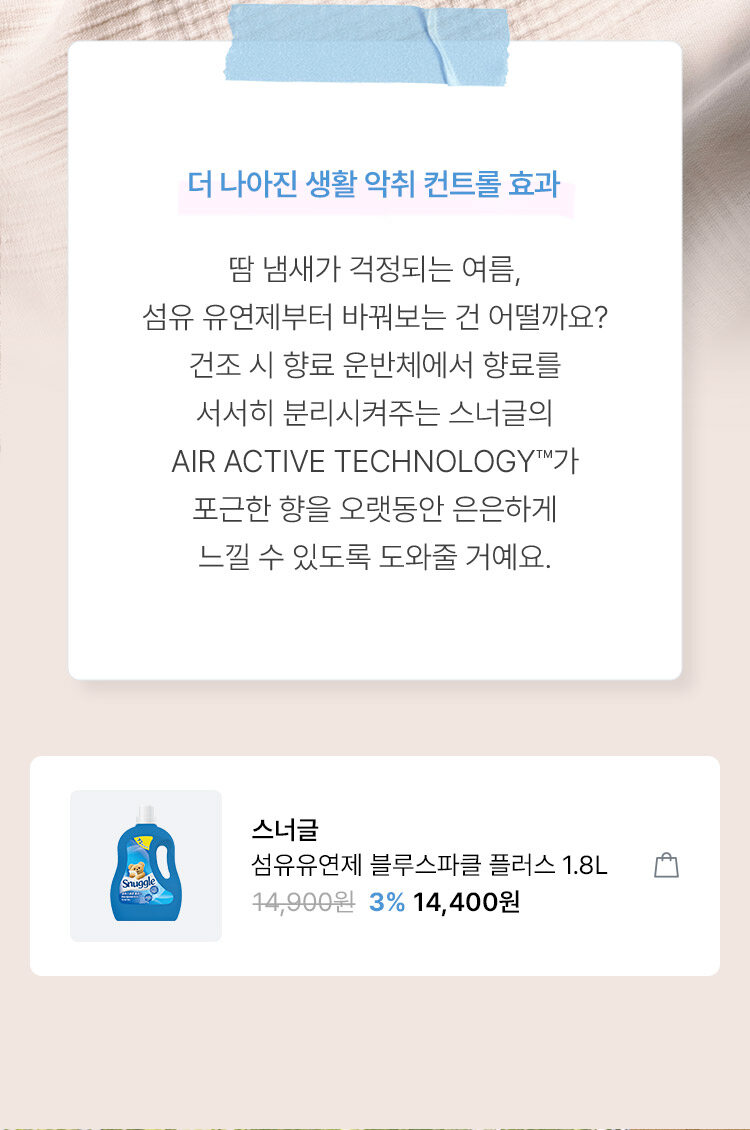 더 나아진 생활 악취 컨트롤 효과
땀 냄새가 걱정되는 여름,
섬유 유연제부터 바꿔보는 건 어떨까요?
건조 시 향료 운반체에서 향료를
서서히 분리시켜주는 스너글의
AIR ACTIVE TECHNOLOGY™가
포근한 향을 오랫동안 은은하게
느낄 수 있도록 도와줄 거예요.
Snuggle
스너글
섬유유연제 블루스파클 플러스 1.8L
14,900원 3% 14,400원